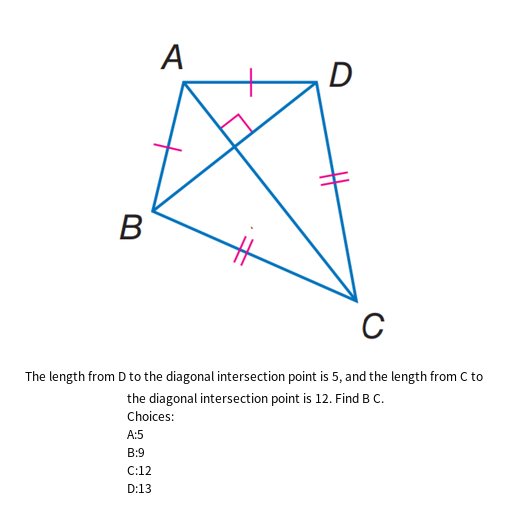 A
D
B
C
The length from D to the diagonal intersection point is 5, and the length from C to
the diagonal intersection point is 12. Find B C.
Choices:
A:5
B:9
C:12
D:13